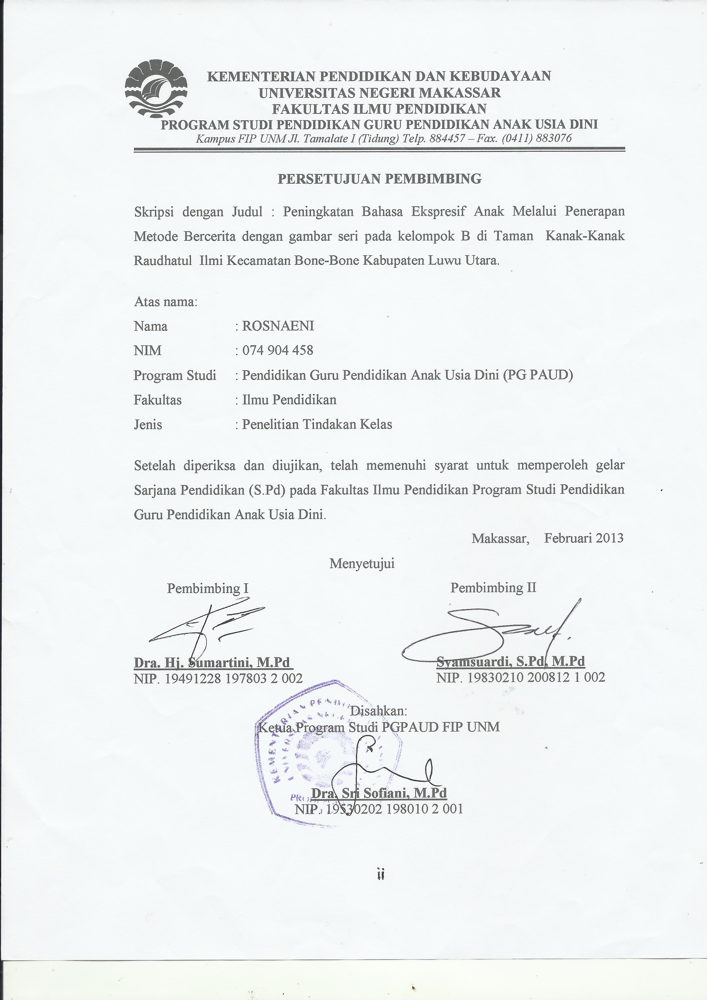 KEMENTERIAN PENDIDIKAN DAN KEBUDAYAAN
UNIVERSITAS NEGERI MAKASSAR
FAKULTAS ILMU PENDIDIKAN
PROGRAM STUDI PENDIDIKAN GURU PENDIDIKAN ANAK USIA DINI
Kampus FIP UNM Jl. Tamalate I (Tidung) Telp. 884457 – Fax. (0411) 883076
PERSETUJUAN PEMBIMBING
Skripsi dengan Judul : Peningkatan Bahasa Ekspresif Anak Melalui Penerapan
Metode Bercerita dengan gambar seri pada kelompok B di Taman Kanak-Kanak
Raudhatul Ilmi Kecamatan Bone-Bone Kabupaten Luwu Utara.
Atas nama:
Nama : ROSNAENI
NIM : 074 904 458
Program Studi : Pendidikan Guru Pendidikan Anak Usia Dini (PG PAUD)
Fakultas : Ilmu Pendidikan
Jenis : Penelitian Tindakan Kelas
Setelah diperiksa dan diujikan, telah memenuhi syarat untuk memperoleh gelar
Sarjana Pendidikan (S.Pd) pada Fakultas Ilmu Pendidikan Program Studi Pendidikan
Guru Pendidikan Anak Usia Dini.
Makassar, Februari 2013
Menyetujui
Pembimbing I Pembimbing II
Dra. Hj. Sumartini, M.Pd Syamsuardi, S.Pd, M.Pd
NIP. 19491228 197803 2 002 NIP. 19830210 200812 1 002
Disahkan:
Ketua Program Studi PGPAUD FIP UNM
KEMENTERIAN
Dra. Sri Sofiani, M.Pd
NIP. 19530202 198010 2 001
ii